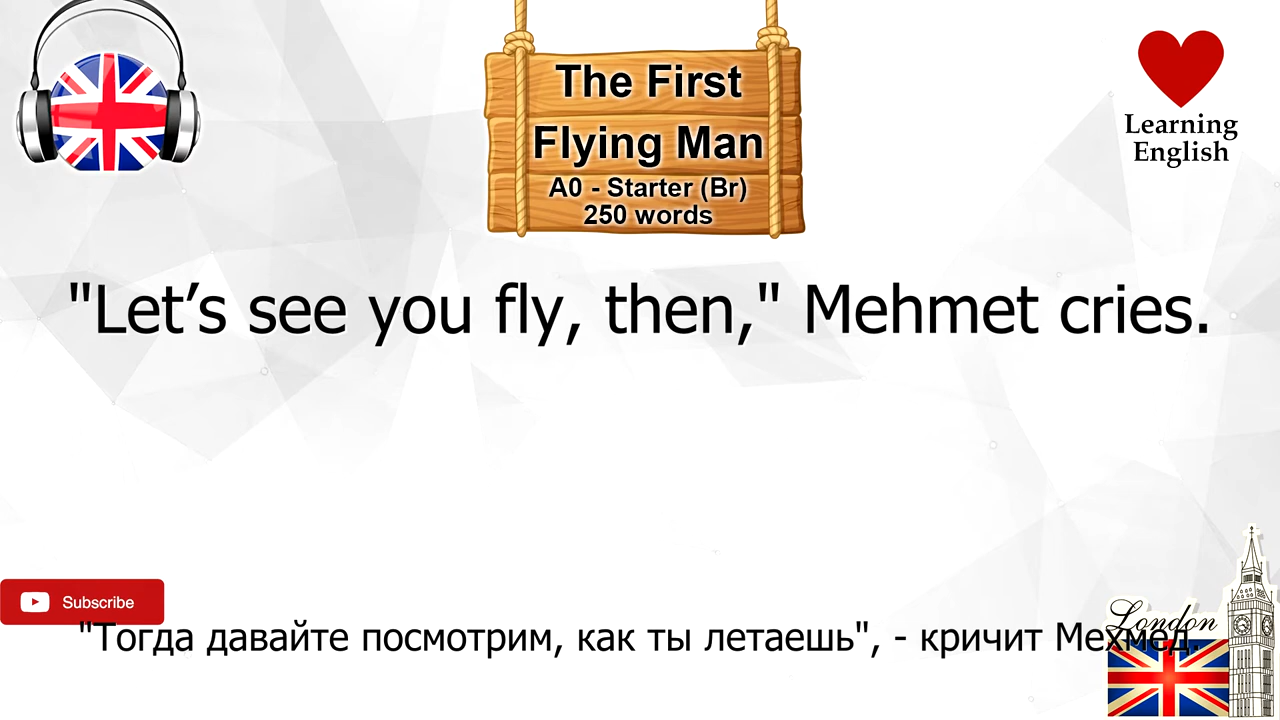 The First
Flying Man
A0 - Starter (Br)
250 words
Learning
English
"Let’s see you fly, then," Mehmet cries.
Subscribe
London
"Тогда давайте посмотрим, как ты летаешь", - кричит Мехмед.